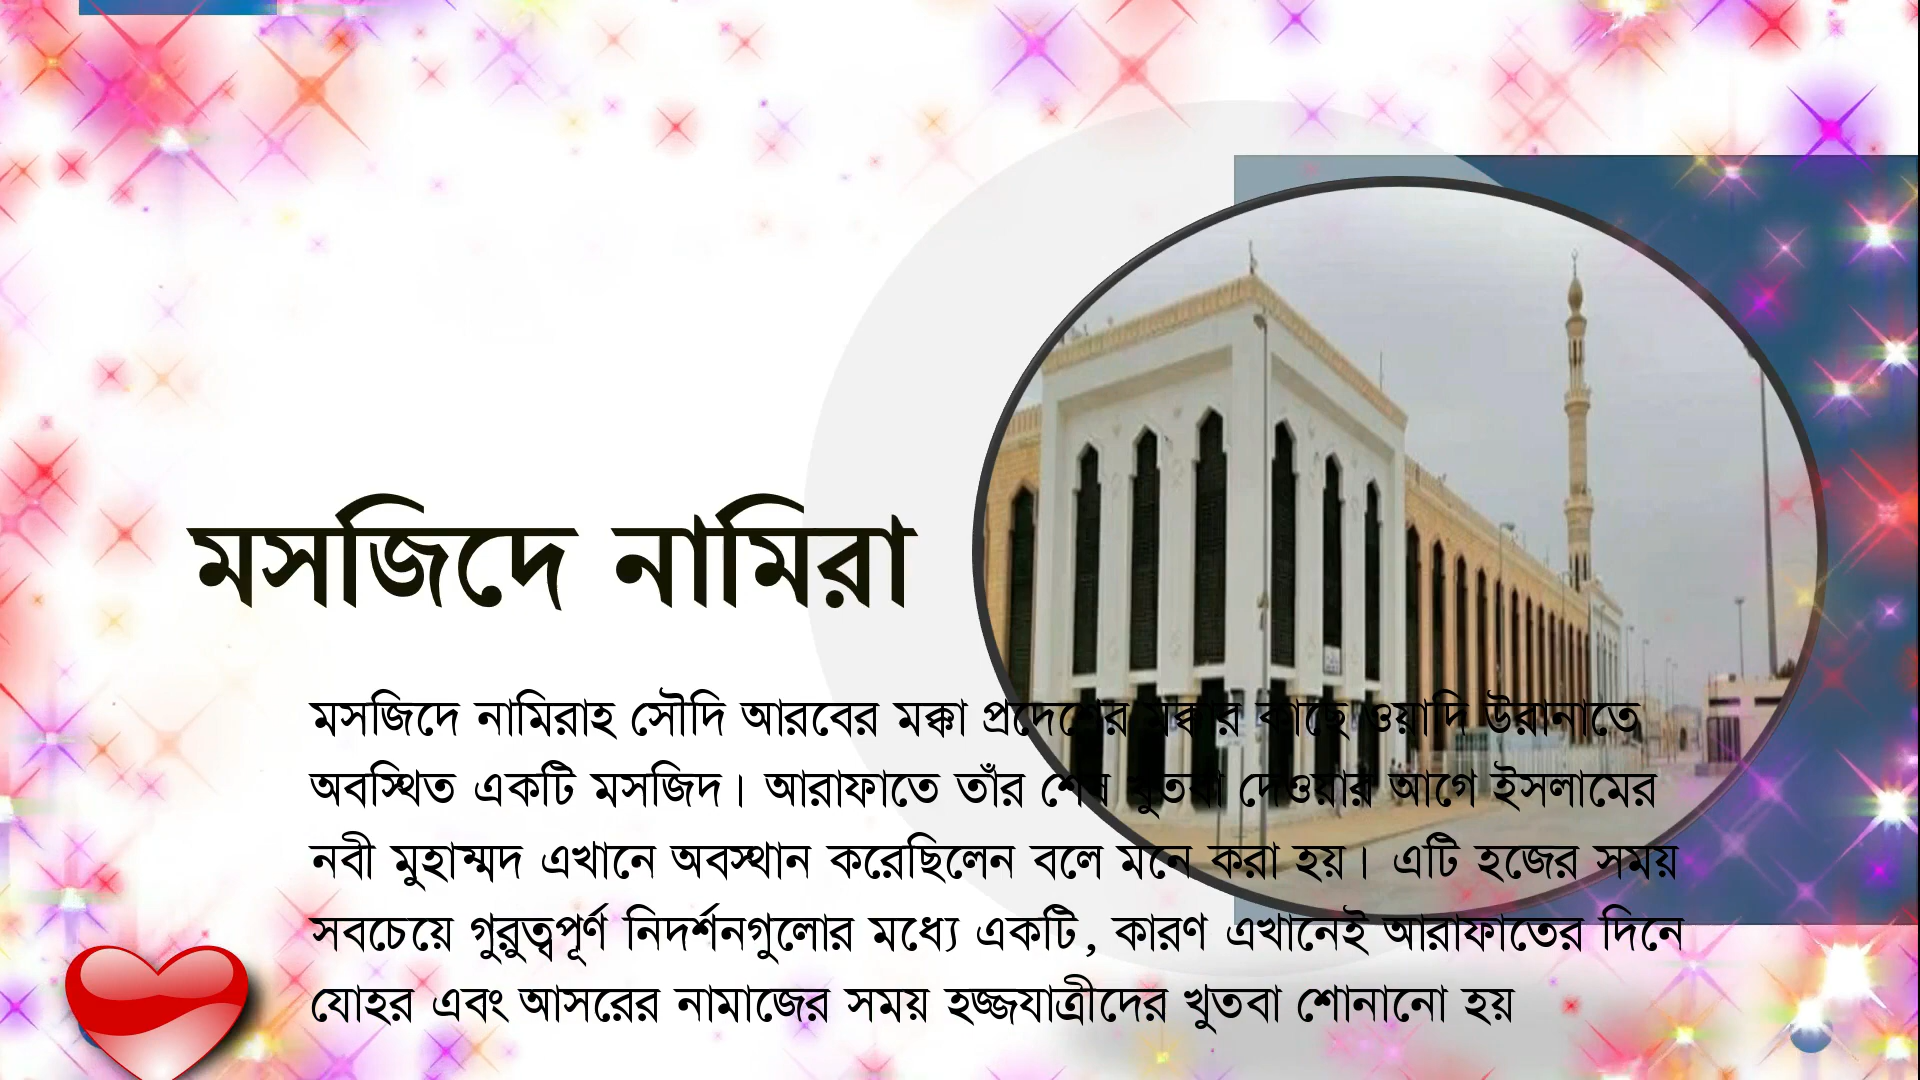 মসজিদে নামিরা
মসজিদে নামিরাহ সৌদি আরবের মক্কা প্রদেশের মক্কার কাছে ওয়াদি উরানাতে
অবস্থিত একটি মসজিদ। আরাফাতে তাঁর শেষ খুতবা দেওয়ার আগে ইসলামের
নবী মুহাম্মদ এখানে অবস্থান করেছিলেন বলে মনে করা হয়। এটি হজের সময়
সবচেয়ে গুরুত্বপূর্ণ নিদর্শনগুলোর মধ্যে একটি, কারণ এখানেই আরাফাতের দিনে
যোহর এবং আসরের নামাজের সময় হজ্জযাত্রীদের খুতবা শোনানো হয়